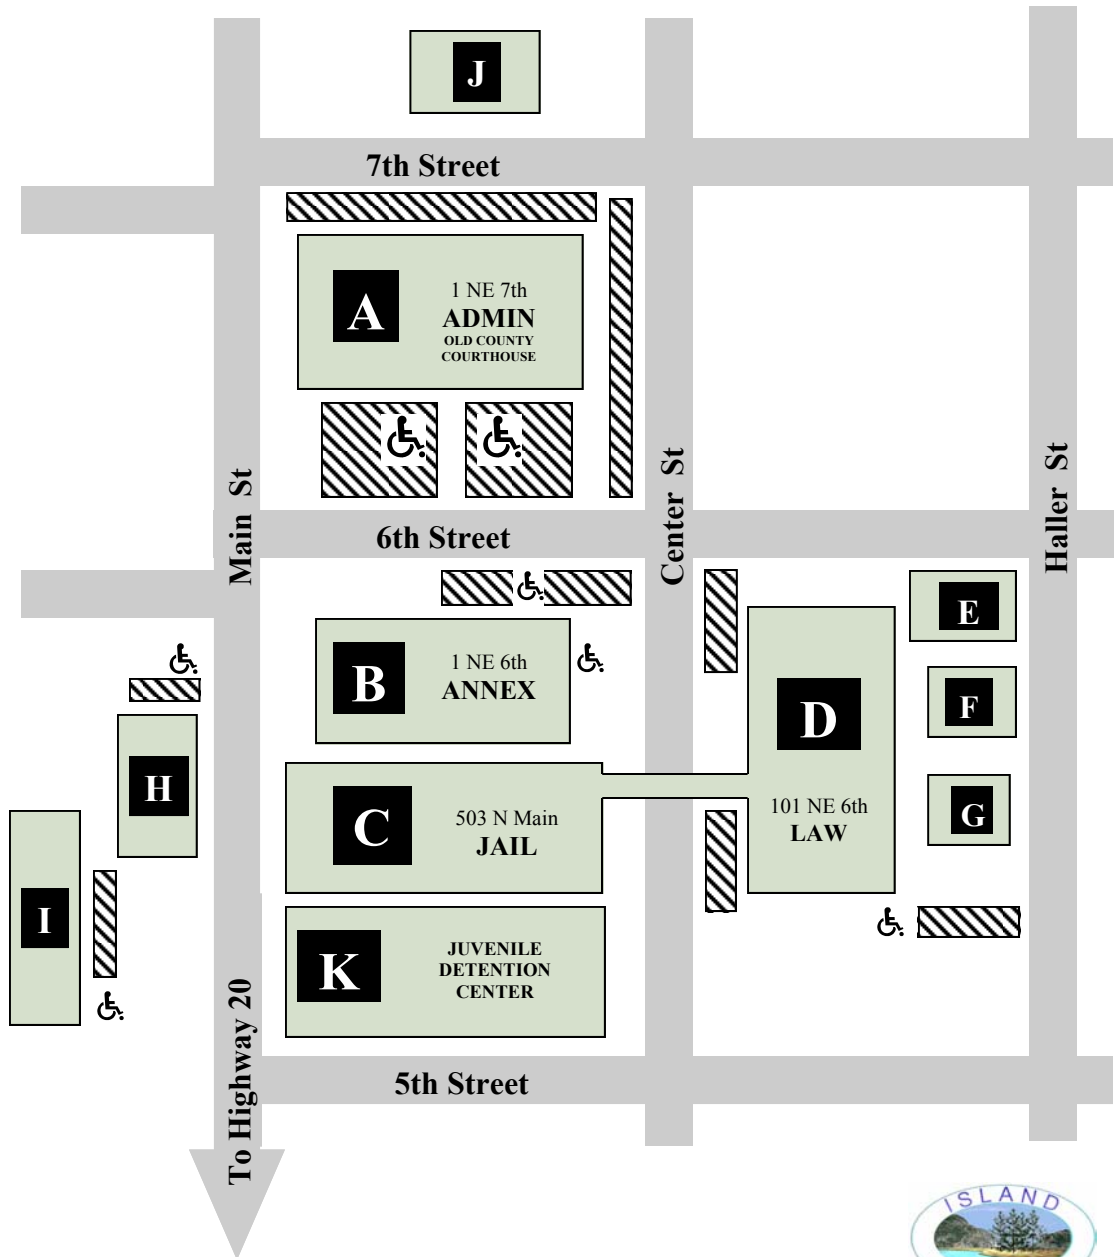 J
7th Street
A
1 NE 7th
ADMIN
OLD COUNTY
COURTHOUSE
Main St
Center St
Haller St
6th Street
B
1 NE 6th
ANNEX
E
F
D
H
G
C
503 N Main
JAIL
101 NE 6th
LAW
I
K
JUVENILE
DETENTION
CENTER
To Highway 20
5th Street
ISLAND